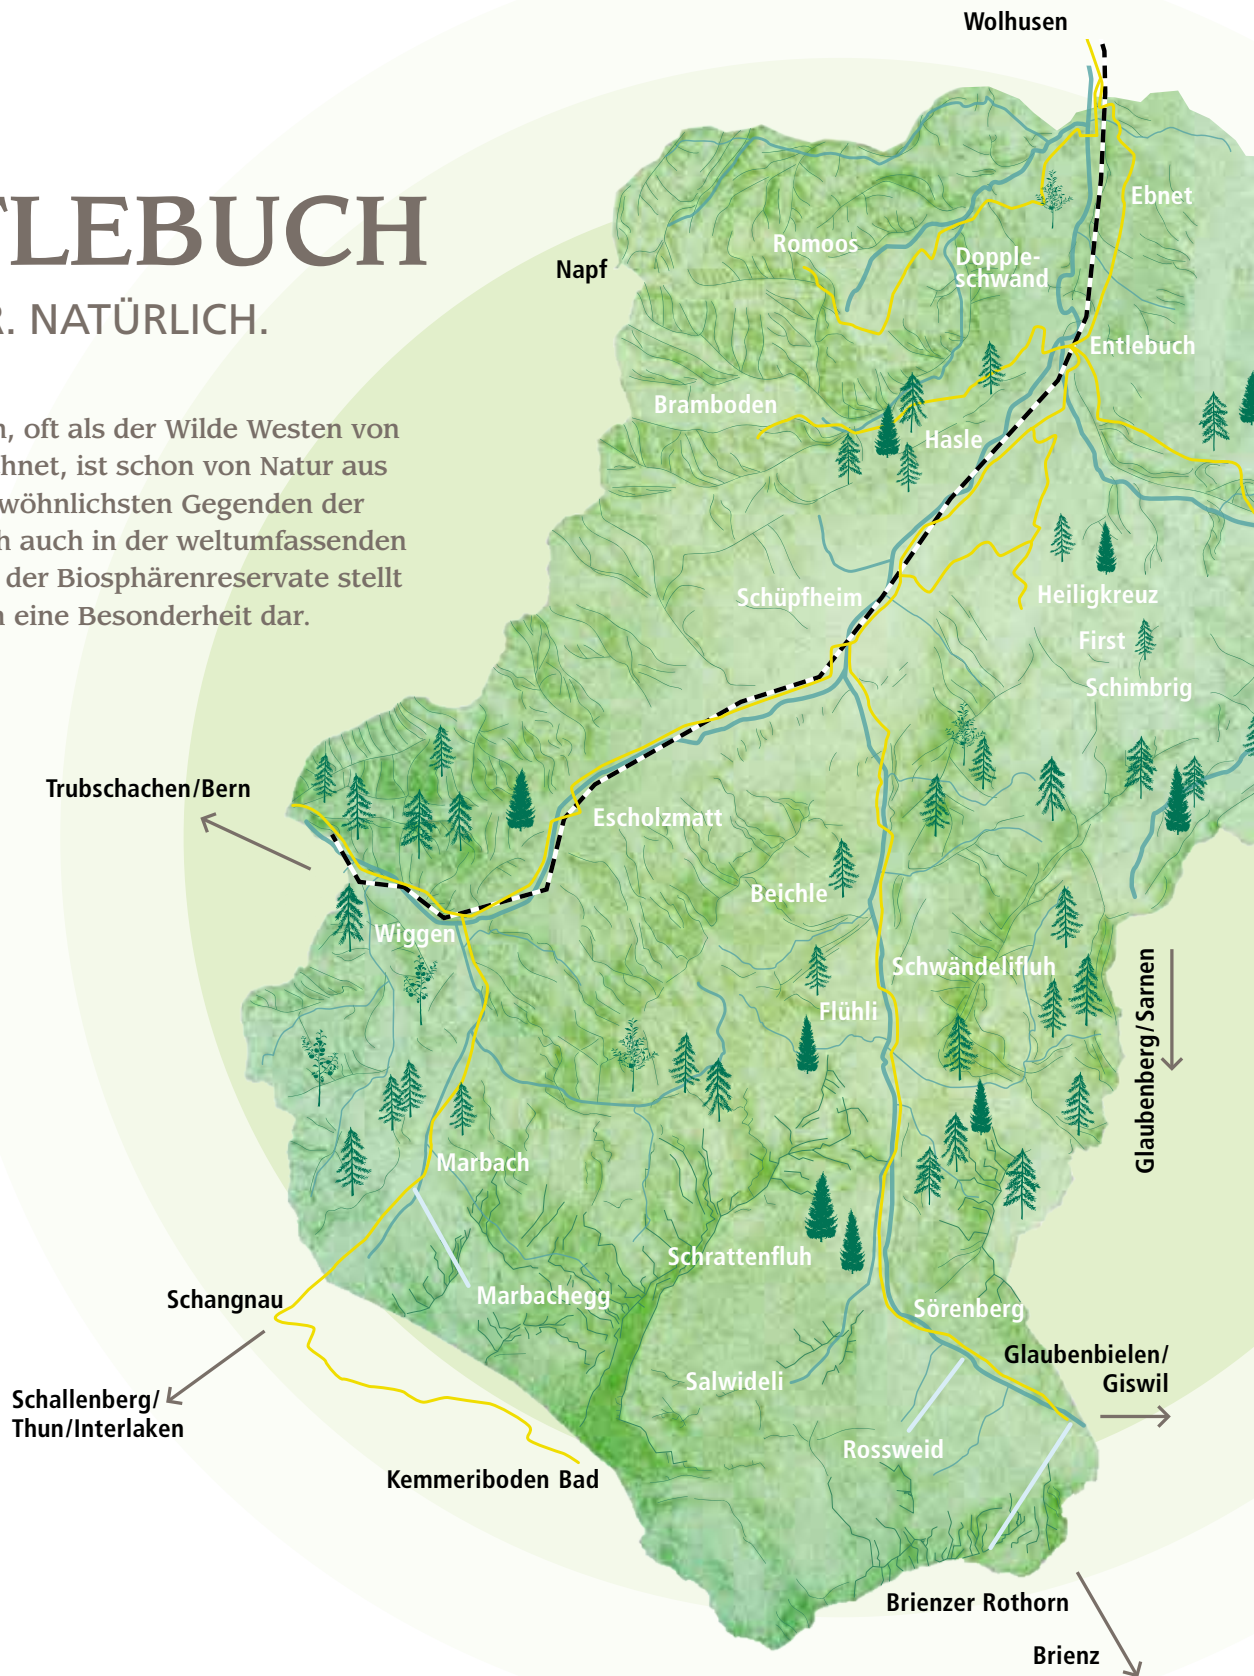 Wolhusen
TLEBUCH
R. NATÜRLICH.
n, oft als der Wilde Westen von
hnet, ist schon von Natur aus
wöhnlichsten Gegenden der
h auch in der weltumfassenden
der Biosphärenreservate stellt
n eine Besonderheit dar.
Ebnet
Romoos
Napf
Dopple-
schwand
Entlebuch
Bramboden
Hasle
Schüpfheim
Heiligkreuz
First
Schimbrig
Trubschachen/Bern
Escholzmatt
Beichle
Wiggen
Schwändelifluh
Flühli
Glaubenberg/Sarnen
Marbach
Schrattenfluh
Marbachegg
Schangnau
Sörenberg
Glaubenbielen/
Giswil
Salwideli
Schallenberg/
Thun/Interlaken
Rossweid
Kemmeriboden Bad
Brienzer Rothorn
Brienz